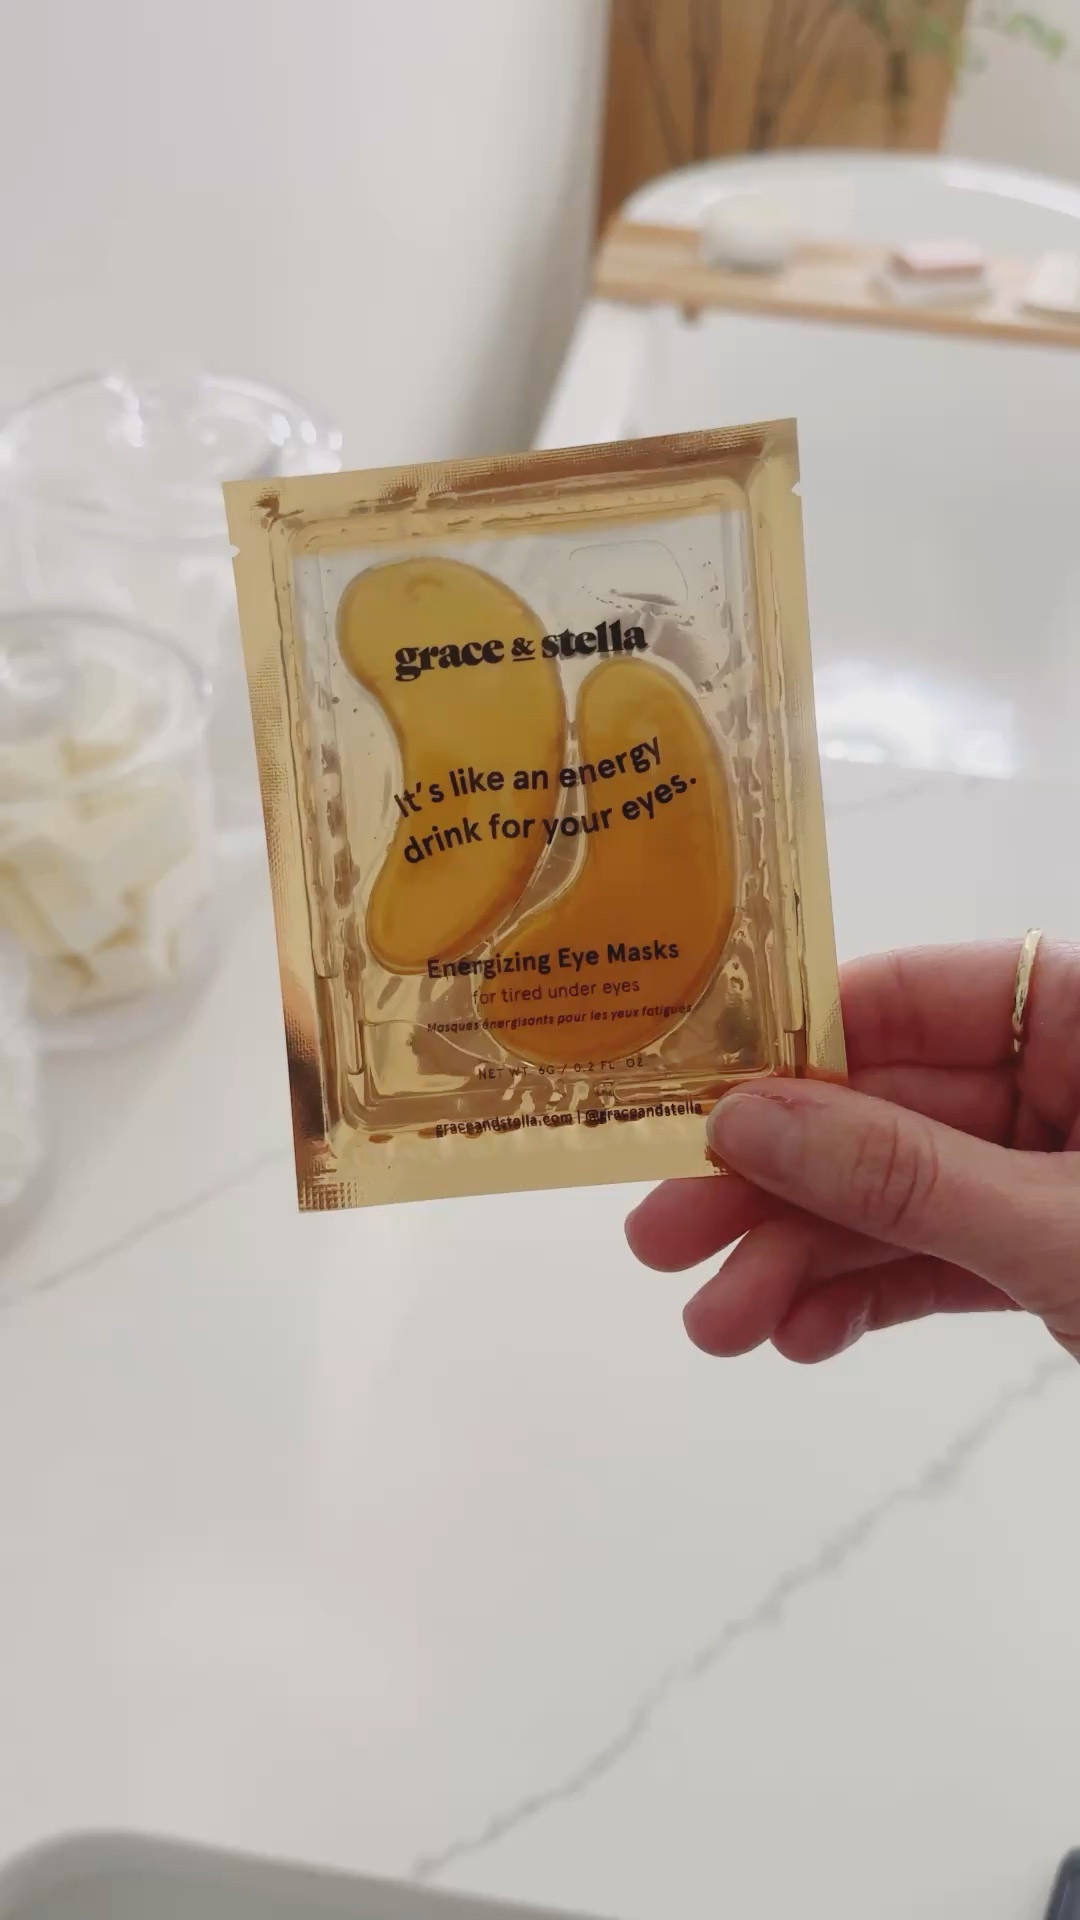 grace & stella
It's like an energy
drink for your eyes.
Energizing Eye Masks
for tired under eyes
Masques énergisants pour les yeux fatigués
NET WT. 6G / 0.2 FL OZ
graceandstella.com | @graceandstella